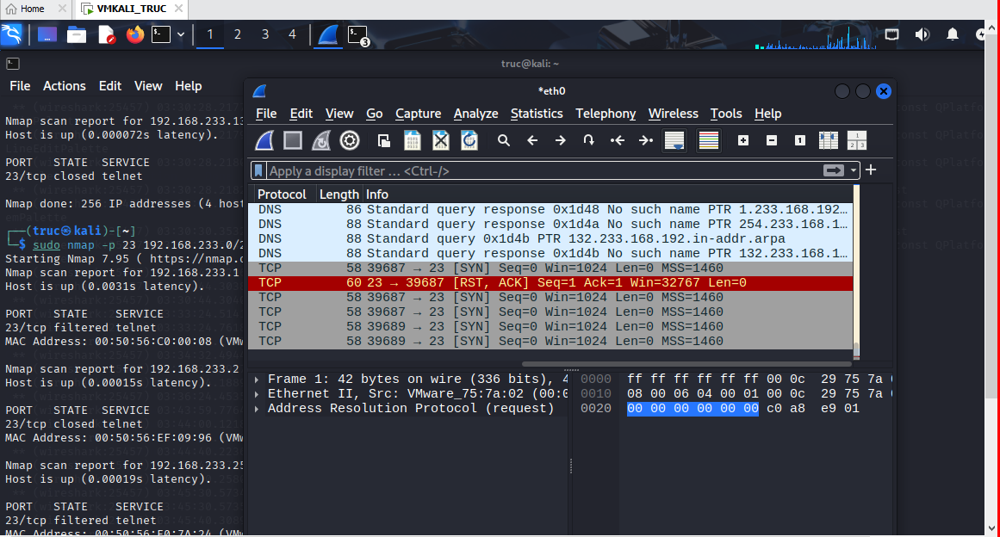 Home
VMKALI_TRUC
1 2 3 4
3
truc@kali: ~
File Actions Edit View Help
Nmap scan report for 192.168.233.13
Host is up (0.000072s latency).
PORT STATE SERVICE
23/tcp closed telnet
Nmap done: 256 IP addresses (4 host
(truc㉿kali)-[~]
$ sudo nmap -p 23 192.168.233.0/2
Starting Nmap 7.95 ( https://nmap.o
Nmap scan report for 192.168.233.1
Host is up (0.0031s latency).
PORT STATE SERVICE
23/tcp filtered telnet
MAC Address: 00:50:56:C0:00:08 (VMw
Nmap scan report for 192.168.233.2
Host is up (0.00015s latency).
PORT STATE SERVICE
23/tcp closed telnet
MAC Address: 00:50:56:EF:09:96 (VMw
Nmap scan report for 192.168.233.25
Host is up (0.00019s latency).
PORT STATE SERVICE
23/tcp filtered telnet
MAC Address: 00:50:56:E0:7A:24 (VMw
*eth0
File Edit View Go Capture Analyze Statistics Telephony Wireless Tools Help
Apply a display filter ... <Ctrl-/>
Protocol Length Info
DNS 86 Standard query response 0x1d48 No such name PTR 1.233.168.192…
DNS 88 Standard query response 0x1d4a No such name PTR 254.233.168.1…
DNS 88 Standard query 0x1d4b PTR 132.233.168.192.in-addr.arpa
DNS 88 Standard query response 0x1d4b No such name PTR 132.233.168.1…
TCP 58 39687 → 23 [SYN] Seq=0 Win=1024 Len=0 MSS=1460
TCP 60 23 → 39687 [RST, ACK] Seq=1 Ack=1 Win=32767 Len=0
TCP 58 39687 → 23 [SYN] Seq=0 Win=1024 Len=0 MSS=1460
TCP 58 39687 → 23 [SYN] Seq=0 Win=1024 Len=0 MSS=1460
TCP 58 39689 → 23 [SYN] Seq=0 Win=1024 Len=0 MSS=1460
TCP 58 39689 → 23 [SYN] Seq=0 Win=1024 Len=0 MSS=1460
Frame 1: 42 bytes on wire (336 bits), 4
Ethernet II, Src: VMware_75:7a:02 (00:0
Address Resolution Protocol (request)
0000 ff ff ff ff ff ff 00 0c 29 75 7a 0
0010 08 00 06 04 00 01 00 0c 29 75 7a 0
0020 00 00 00 00 00 00 c0 a8 e9 01